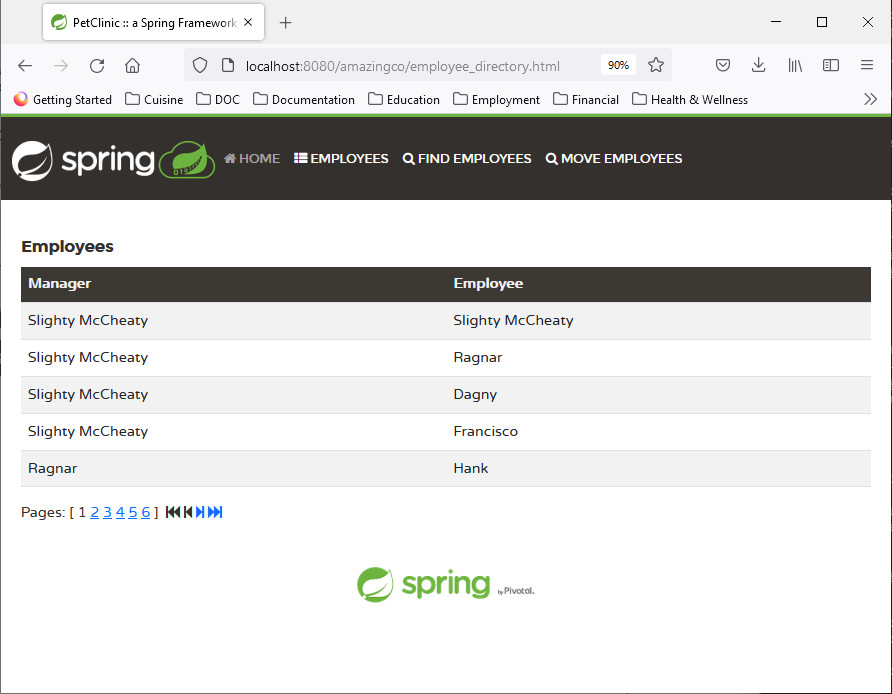 PetClinic :: a Spring Framework
localhost:8080/amazingco/employee_directory.html 90%
Getting Started Cuisine DOC Documentation Education Employment Financial Health & Wellness
spring HOME EMPLOYEES FIND EMPLOYEES MOVE EMPLOYEES
Employees
Manager Employee
Slighty McCheaty Slighty McCheaty
Slighty McCheaty Ragnar
Slighty McCheaty Dagny
Slighty McCheaty Francisco
Ragnar Hank
Pages: [ 1 2 3 4 5 6 ]
spring by Pivotal.